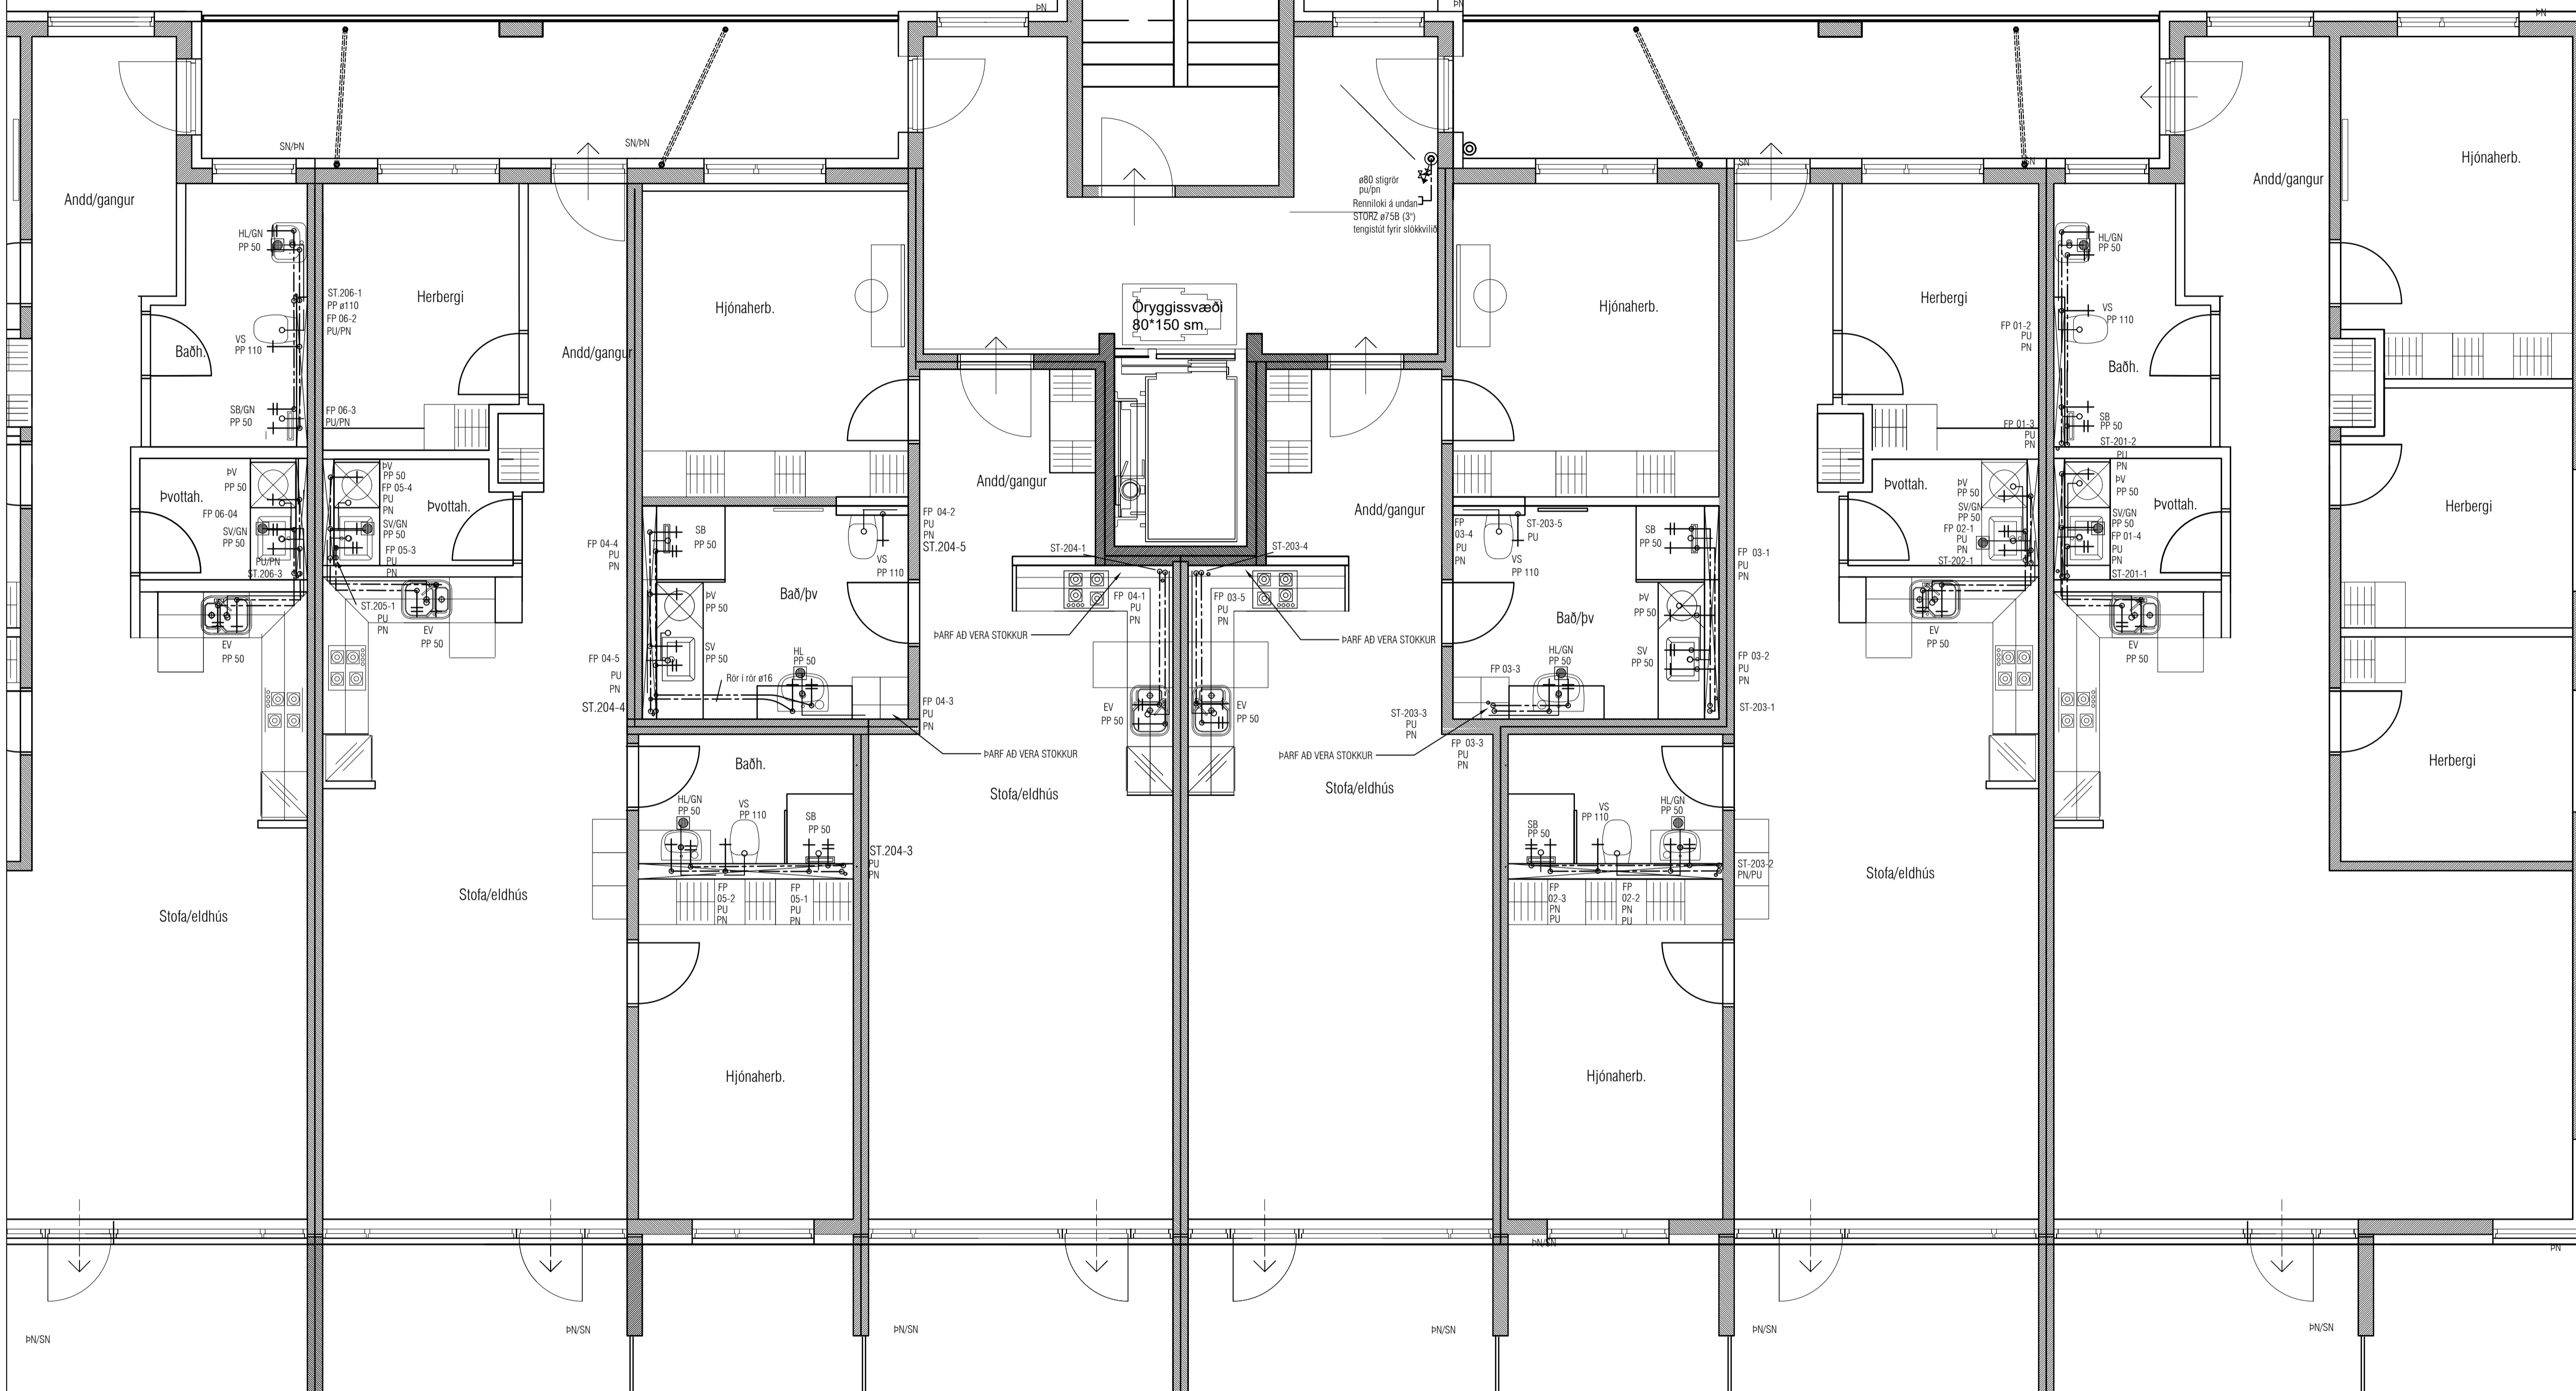 ÞN
ÞN
ÞN
SN/ÞN
SN/ÞN
SN
ÞN
Andd/gangur
HL/GN
PP 50
VS
PP 110
Baðh.
SB/GN
PP 50
ST.206-1
PP ø110
FP 06-2
PU/PN
Herbergi
Andd/gangur
FP 06-3
PU/PN
Hjónaherb.
ø80 stigrör
pu/pn
Renniloki á undan
STORZ ø75B (3")
tengistút fyrir slökkvilið
Öryggissvæði
80*150 sm.
Hjónaherb.
Herbergi
FP 01-2
PU
PN
FP 01-3
PU
PN
HL/GN
PP 50
VS
PP 110
Baðh.
SB
PP 50
ST-201-2
PU
PN
Andd/gangur
Hjónaherb.
Þvottah.
ÞV
PP 50
FP 06-04
SV/GN
PP 50
PU/PN
ST.206-3
ÞV
PP 50
FP 05-4
PU
PN
SV/GN
PP 50
FP 05-3
PU
PN
Þvottah.
ST.205-1
PU
PN
EV
PP 50
EV
PP 50
FP 04-4
PU
PN
SB
PP 50
ÞV
PP 50
SV
PP 50
Bað/þv
HL
PP 50
VS
PP 110
Rör í rör ø16
FP 04-5
PU
PN
ST.204-4
FP 04-2
PU
PN
ST.204-5
Andd/gangur
FP 04-3
PU
PN
ST-204-1
FP 04-1
PU
PN
ÞARF AÐ VERA STOKKUR
EV
PP 50
ÞARF AÐ VERA STOKKUR
ST-203-4
FP 03-5
PU
PN
ÞARF AÐ VERA STOKKUR
EV
PP 50
Andd/gangur
ÞARF AÐ VERA STOKKUR
ST-203-3
PU
PN
FP 03-3
PU
PN
FP
03-4
PU
PN
ST-203-5
PU
VS
PP 110
Bað/þv
HL/GN
PP 50
FP 03-3
SB
PP 50
ÞV
PP 50
SV
PP 50
FP 03-1
PU
PN
FP 03-2
PU
PN
ST-203-1
Þvottah.
ÞV
PP 50
SV/GN
PP 50
FP 02-1
PU
PN
ST-202-1
EV
PP 50
ÞV
PP 50
SV/GN
PP 50
FP 01-4
PU
PN
ST-201-1
Þvottah.
EV
PP 50
Herbergi
Herbergi
Stofa/eldhús
Stofa/eldhús
Baðh.
HL/GN
PP 50
VS
PP 110
SB
PP 50
ST.204-3
PU
PN
FP
05-2
PU
PN
FP
05-1
PU
PN
Stofa/eldhús
Stofa/eldhús
SB
PP 50
VS
PP 110
HL/GN
PP 50
ST-203-2
PN/PU
FP
02-3
PN
PU
FP
02-2
PN
PU
Stofa/eldhús
Hjónaherb.
Hjónaherb.
ÞN/SN
ÞN
ÞN/SN
ÞN/SN
ÞN/SN
ÞN/SN
ÞN/SN
ÞN/SN